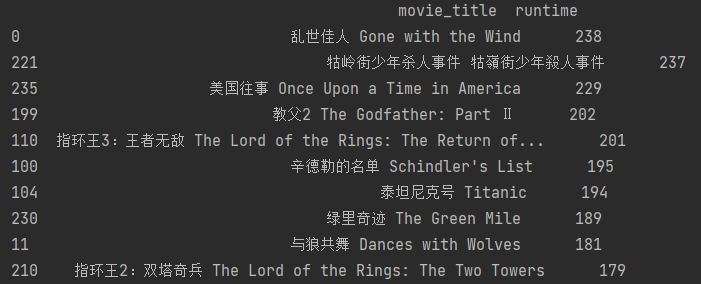 movie_title runtime
0 乱世佳人 Gone with the Wind 238
221 牯岭街少年杀人事件 牯嶺街少年殺人事件 237
235 美国往事 Once Upon a Time in America 229
199 教父2 The Godfather: Part Ⅱ 202
110 指环王3：王者无敌 The Lord of the Rings: The Return of... 201
100 辛德勒的名单 Schindler's List 195
104 泰坦尼克号 Titanic 194
230 绿里奇迹 The Green Mile 189
11 与狼共舞 Dances with Wolves 181
210 指环王2：双塔奇兵 The Lord of the Rings: The Two Towers 179